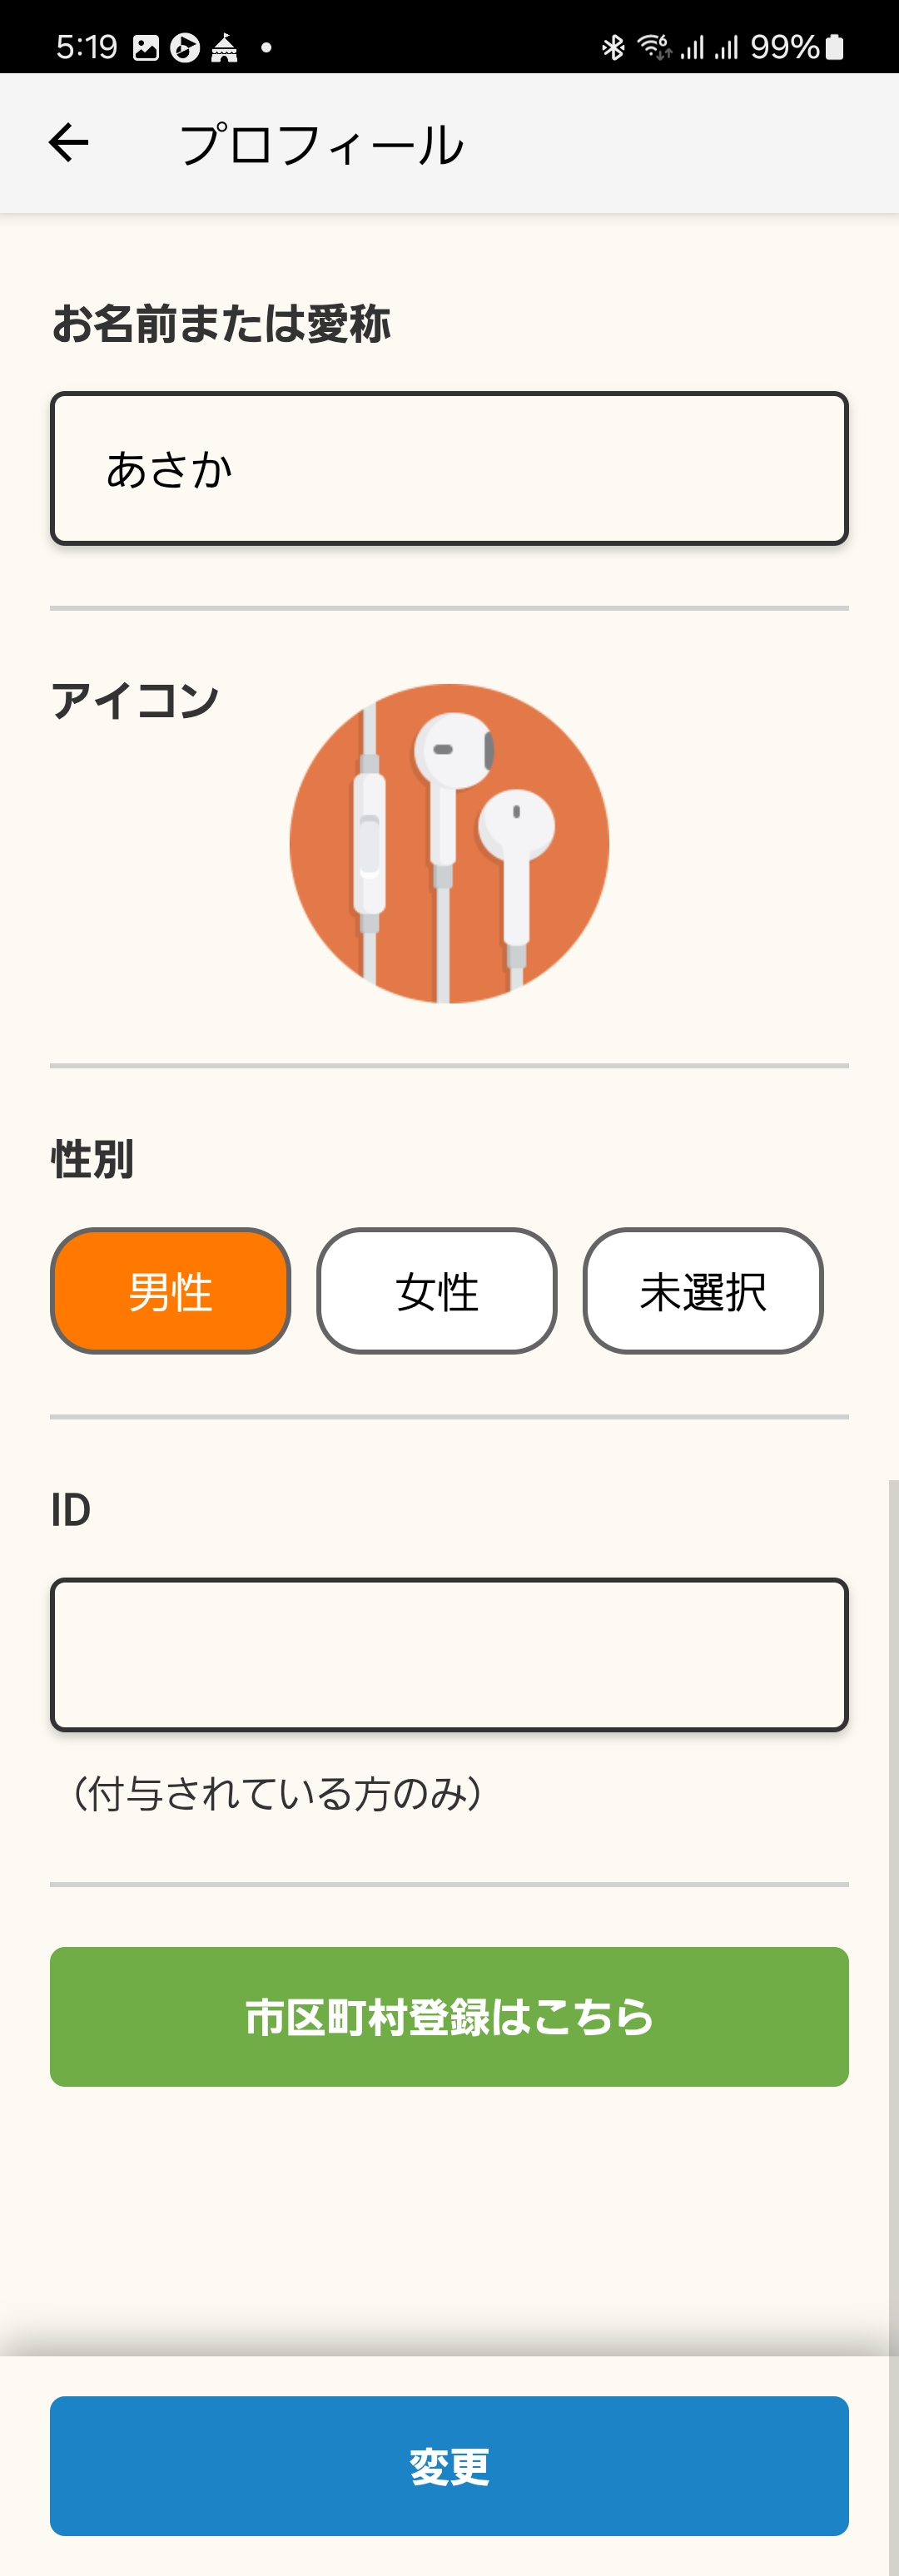 5:19 99%
プロフィール
お名前または愛称
あさか
アイコン
性別
男性 女性 未選択
ID
（付与されている方のみ）
市区町村登録はこちら
変更